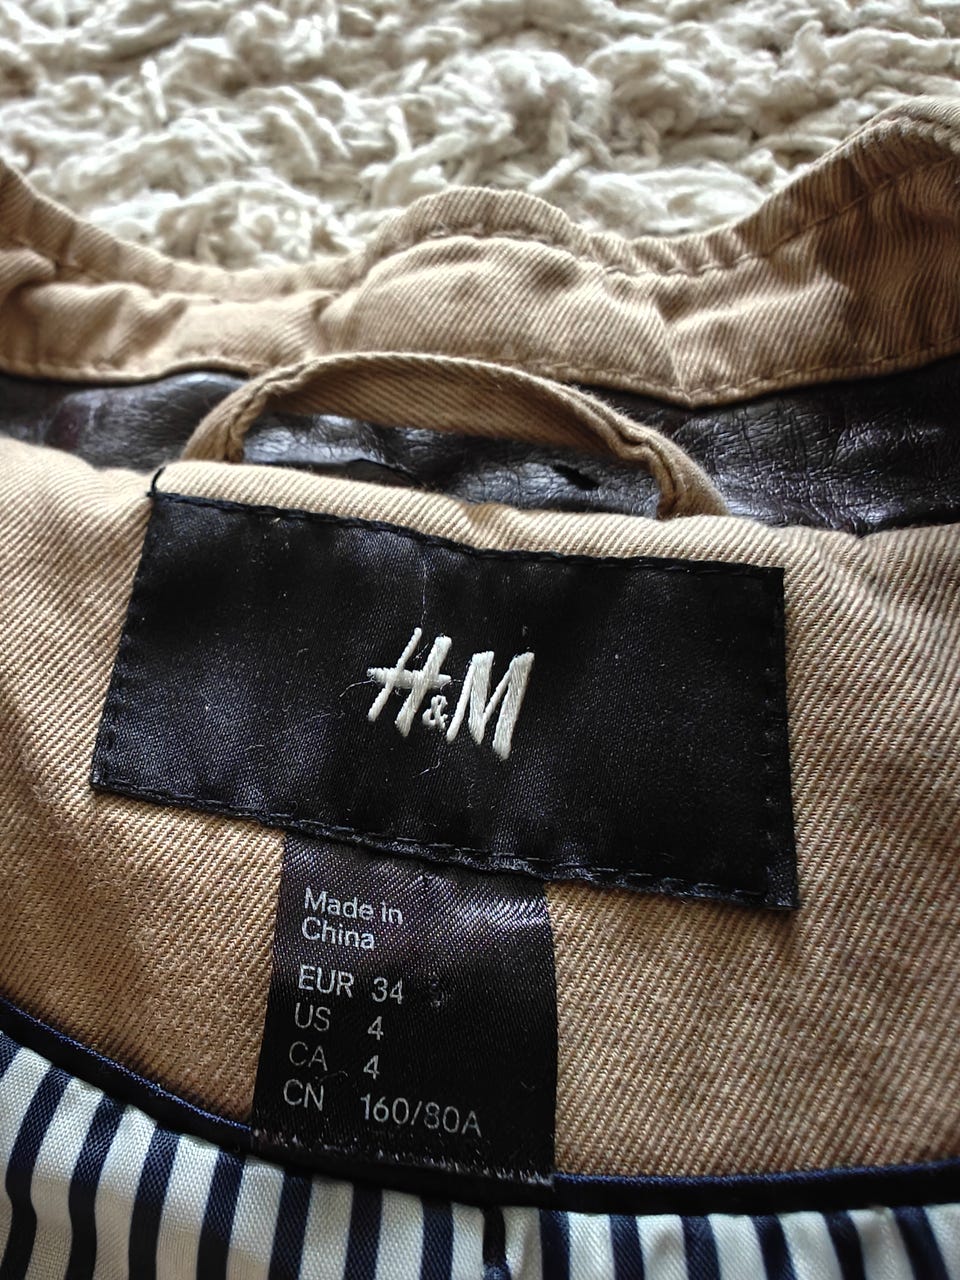 H&M
Made in
China
EUR 34
US 4
CA 4
CN 160/80A